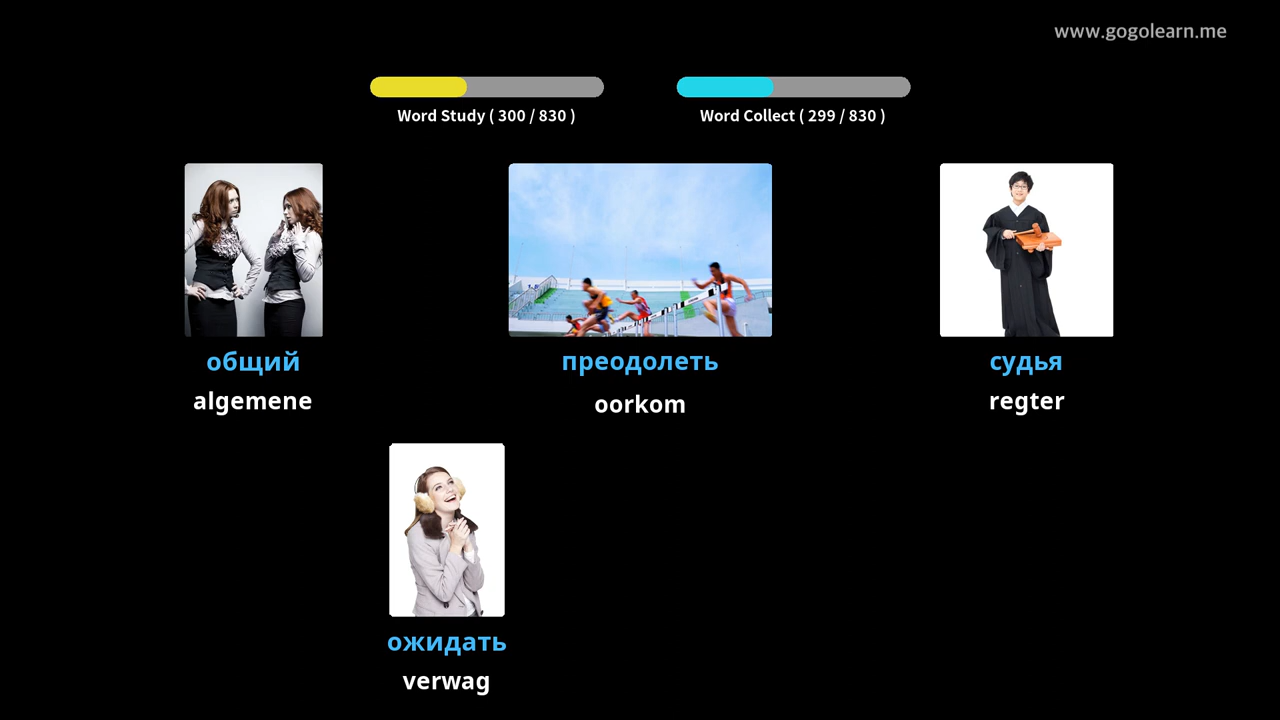 www.gogolearn.me
Word Study ( 300 / 830 )
Word Collect ( 299 / 830 )
общий
преодолеть
судья
algemene
oorkom
regter
ожидать
verwag